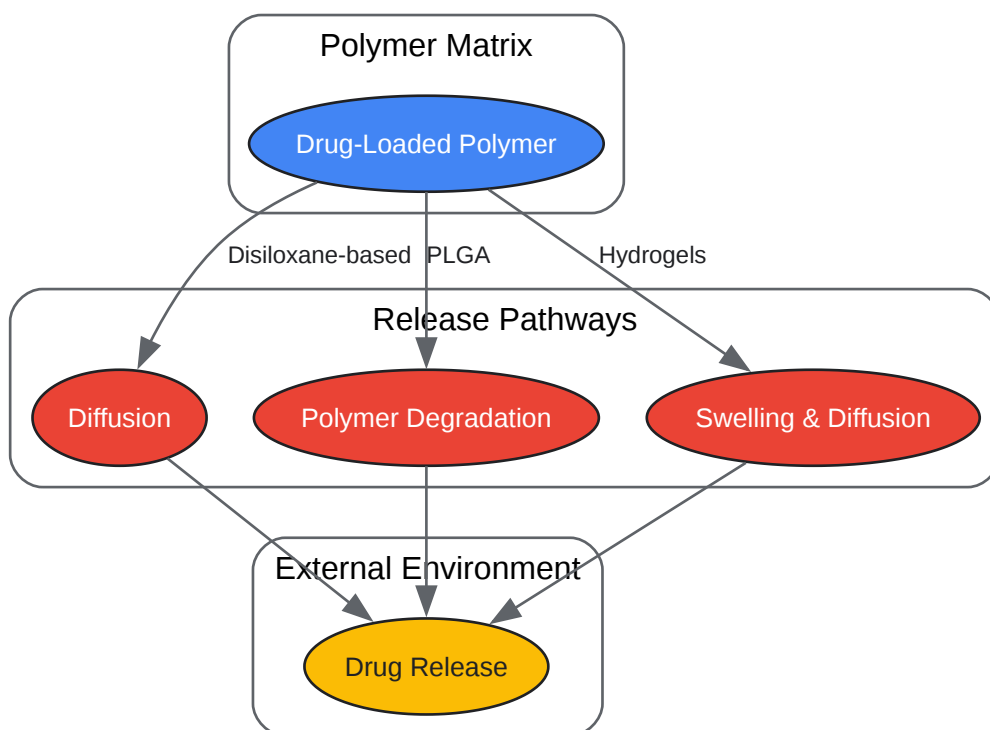 Polymer Matrix
Drug-Loaded Polymer
Disiloxane-based PLGA Hydrogels
Release Pathways
Diffusion Polymer Degradation Swelling & Diffusion
External Environment
Drug Release